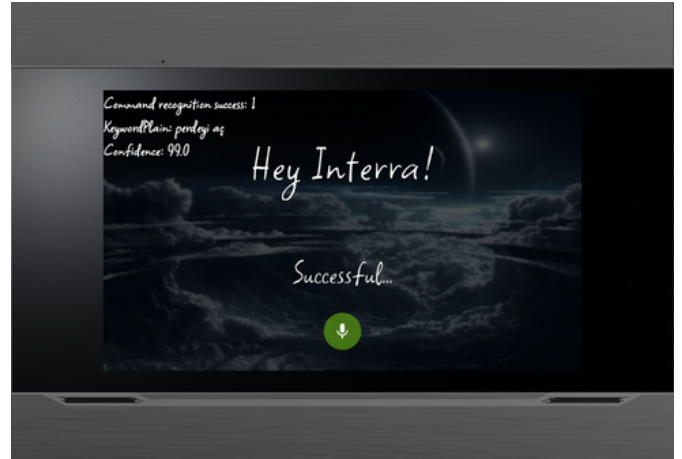 Command recognition success: 1
KeywordPlain: perdeyi aç
Confidence: 99.0
Hey Interra!
Successful...